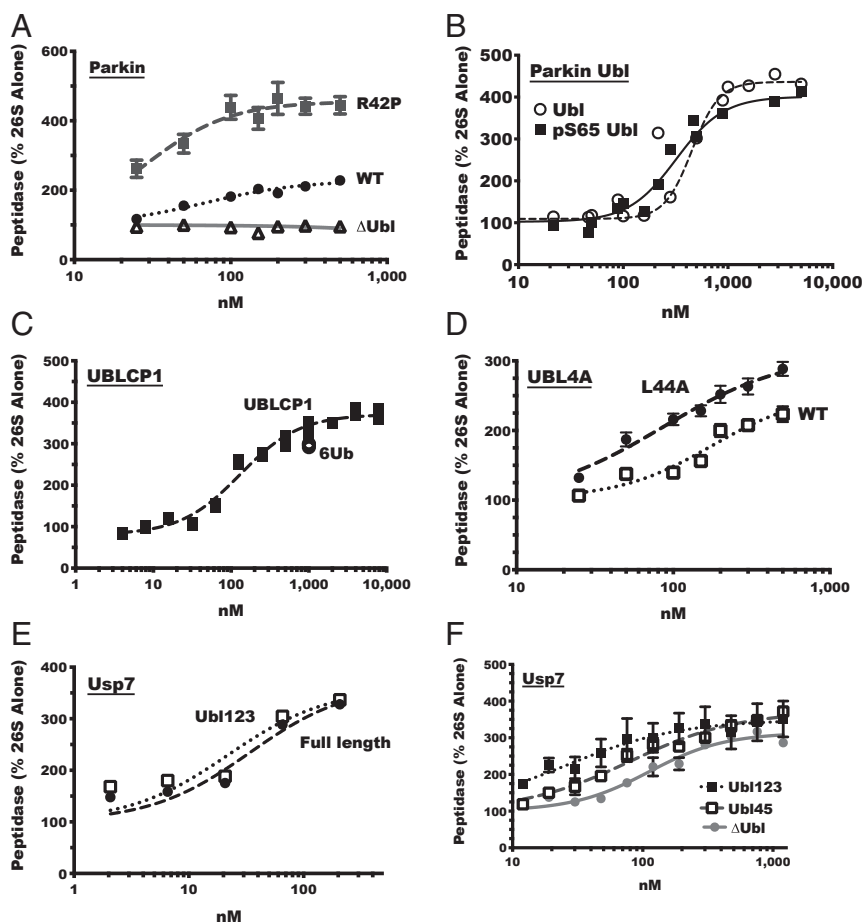 A
Parkin
Peptidase (% 26S Alone)
600
400
200
0
R42P
WT
ΔUbl
10
100
1,000
nM
B
Parkin Ubl
Ubl
pS65 Ubl
Peptidase (% 26S Alone)
500
400
300
200
100
0
10
100
1,000
10,000
nM
C
UBLCP1
Peptidase (% 26S Alone)
500
400
300
200
100
0
UBLCP1
6Ub
1
10
100
1,000
10,000
nM
D
UBL4A
Peptidase (% 26S Alone)
300
200
100
0
L44A
WT
10
100
1,000
nM
E
Usp7
Peptidase (% 26S Alone)
400
300
200
100
0
Ubl123
Full length
1
10
100
nM
F
Usp7
Peptidase (% 26S Alone)
500
400
300
200
100
0
Ubl123
Ubl45
ΔUbl
10
100
1,000
nM